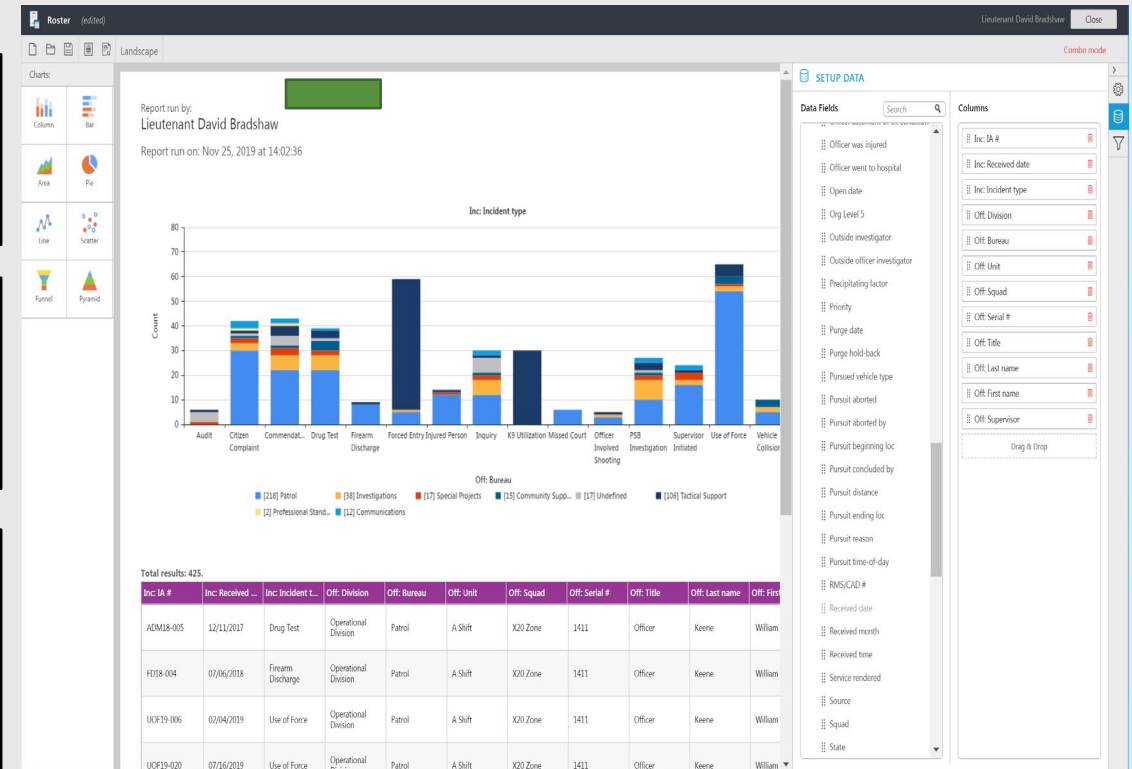 Roster (edited)
Lieutenant David Bradshaw
Close
Landscape
Combo mode
Charts:
Column
Bar
Area
Pie
Line
Scatter
Funnel
Pyramid
Report run by:
Lieutenant David Bradshaw
Report run on: Nov 25, 2019 at 14:02:36
Inc: Incident type
80
70
60
50
40
30
20
10
0
Count
Audit
Citizen Complaint
Commendat...
Drug Test
Firearm Discharge
Forced Entry
Injured Person
Inquiry
K9 Utilization
Missed Court
Officer Involved Shooting
PSB Investigation
Supervisor Initiated
Use of Force
Vehicle Collision
Off: Bureau
[218] Patrol [38] Investigations [17] Special Projects [15] Community Supp... [17] Undefined [106] Tactical Support
[2] Professional Stand... [12] Communications
Total results: 425.
Inc: IA # Inc: Received ... Inc: Incident t... Off: Division Off: Bureau Off: Unit Off: Squad Off: Serial # Off: Title Off: Last name Off: First
ADM18-005 12/11/2017 Drug Test Operational Division Patrol A Shift X20 Zone 1411 Officer Keene William
FD18-004 07/06/2018 Firearm Discharge Operational Division Patrol A Shift X20 Zone 1411 Officer Keene William
UOF19-006 02/04/2019 Use of Force Operational Division Patrol A Shift X20 Zone 1411 Officer Keene William
UOF19-020 07/16/2019 Use of Force Operational Patrol A Shift X20 Zone 1411 Officer Keene William
SETUP DATA
Data Fields
Search
Officer was injured
Officer went to hospital
Open date
Org Level 5
Outside investigator
Outside officer investigator
Precipitating factor
Priority
Purge date
Purge hold-back
Pursued vehicle type
Pursuit aborted
Pursuit aborted by
Pursuit beginning loc
Pursuit concluded by
Pursuit distance
Pursuit ending loc
Pursuit reason
Pursuit time-of-day
RMS/CAD #
Received date
Received month
Received time
Service rendered
Source
Squad
State
Columns
Inc: IA #
Inc: Received date
Inc: Incident type
Off: Division
Off: Bureau
Off: Unit
Off: Squad
Off: Serial #
Off: Title
Off: Last name
Off: First name
Off: Supervisor
Drag & Drop